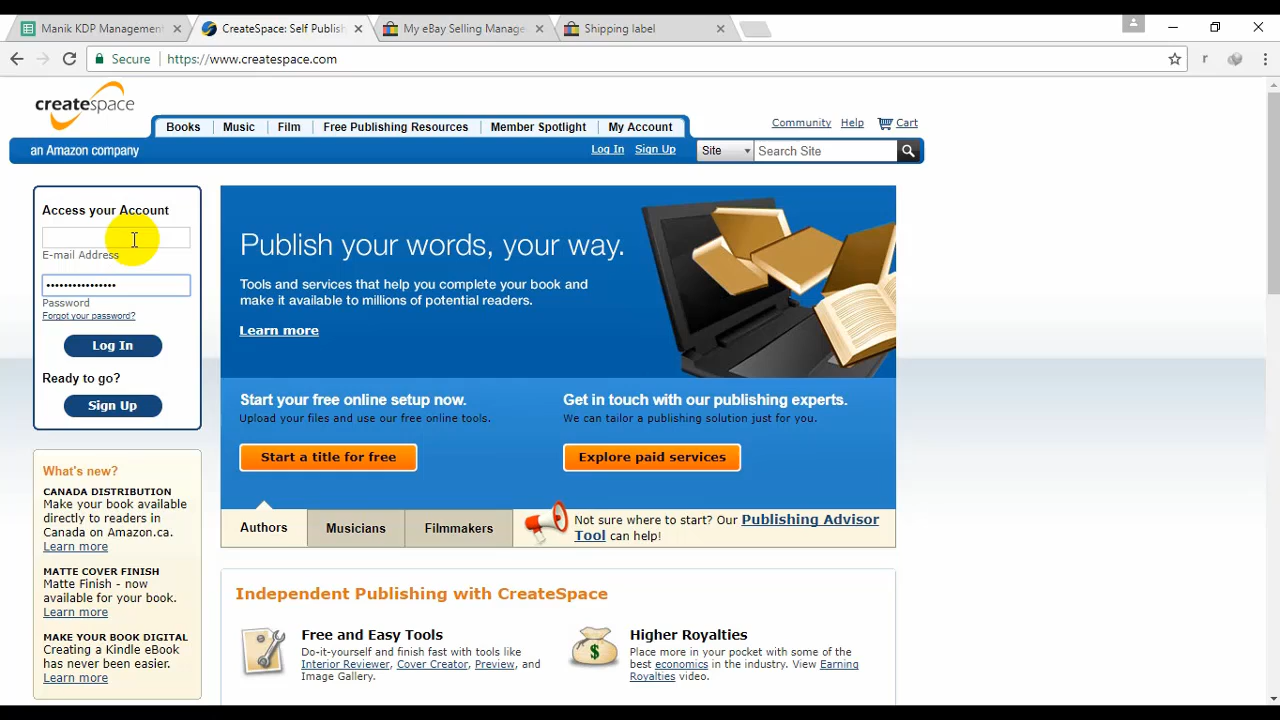 Manik KDP Management
CreateSpace: Self Publish
My eBay Selling Manage
Shipping label
Secure
https://www.createspace.com
r
createspace
Books
Music
Film
Free Publishing Resources
Member Spotlight
My Account
Community
Help
Cart
an Amazon company
Log In
Sign Up
Site
Search Site
Access your Account
E-mail Address
••••••••••••••••
Password
Forgot your password?
Log In
Ready to go?
Sign Up
What's new?
CANADA DISTRIBUTION
Make your book available
directly to readers in
Canada on Amazon.ca.
Learn more
MATTE COVER FINISH
Matte Finish - now
available for your book.
Learn more
MAKE YOUR BOOK DIGITAL
Creating a Kindle eBook
has never been easier.
Learn more
Publish your words, your way.
Tools and services that help you complete your book and
make it available to millions of potential readers.
Learn more
Start your free online setup now.
Upload your files and use our free online tools.
Start a title for free
Get in touch with our publishing experts.
We can tailor a publishing solution just for you.
Explore paid services
Authors
Musicians
Filmmakers
Not sure where to start? Our Publishing Advisor
Tool can help!
Independent Publishing with CreateSpace
Free and Easy Tools
Do-it-yourself and finish fast with tools like
Interior Reviewer, Cover Creator, Preview, and
Image Gallery.
$
Higher Royalties
Place more in your pocket with some of the
best economics in the industry. View Earning
Royalties video.